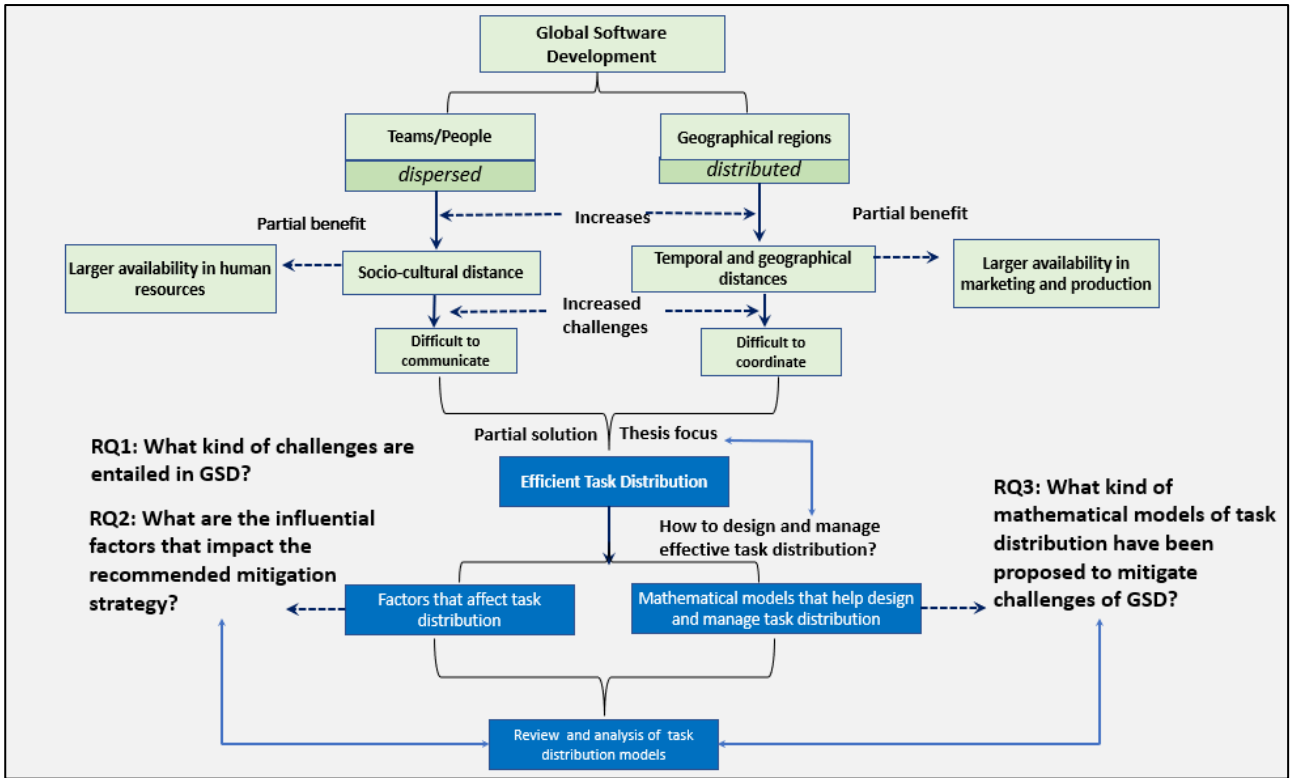 Global Software
Development
Teams/People
dispersed
Geographical regions
distributed
Partial benefit
Increases
Partial benefit
Larger availability in human
resources
Socio-cultural distance
Temporal and geographical
distances
Larger availability in
marketing and production
Increased
challenges
Difficult to
communicate
Difficult to
coordinate
Partial solution
Thesis focus
RQ1: What kind of challenges are
entailed in GSD?
Efficient Task Distribution
RQ2: What are the influential
factors that impact the
recommended mitigation
strategy?
How to design and manage
effective task distribution?
RQ3: What kind of
mathematical models of task
distribution have been
proposed to mitigate
challenges of GSD?
Factors that affect task
distribution
Mathematical models that help design
and manage task distribution
Review and analysis of task
distribution models